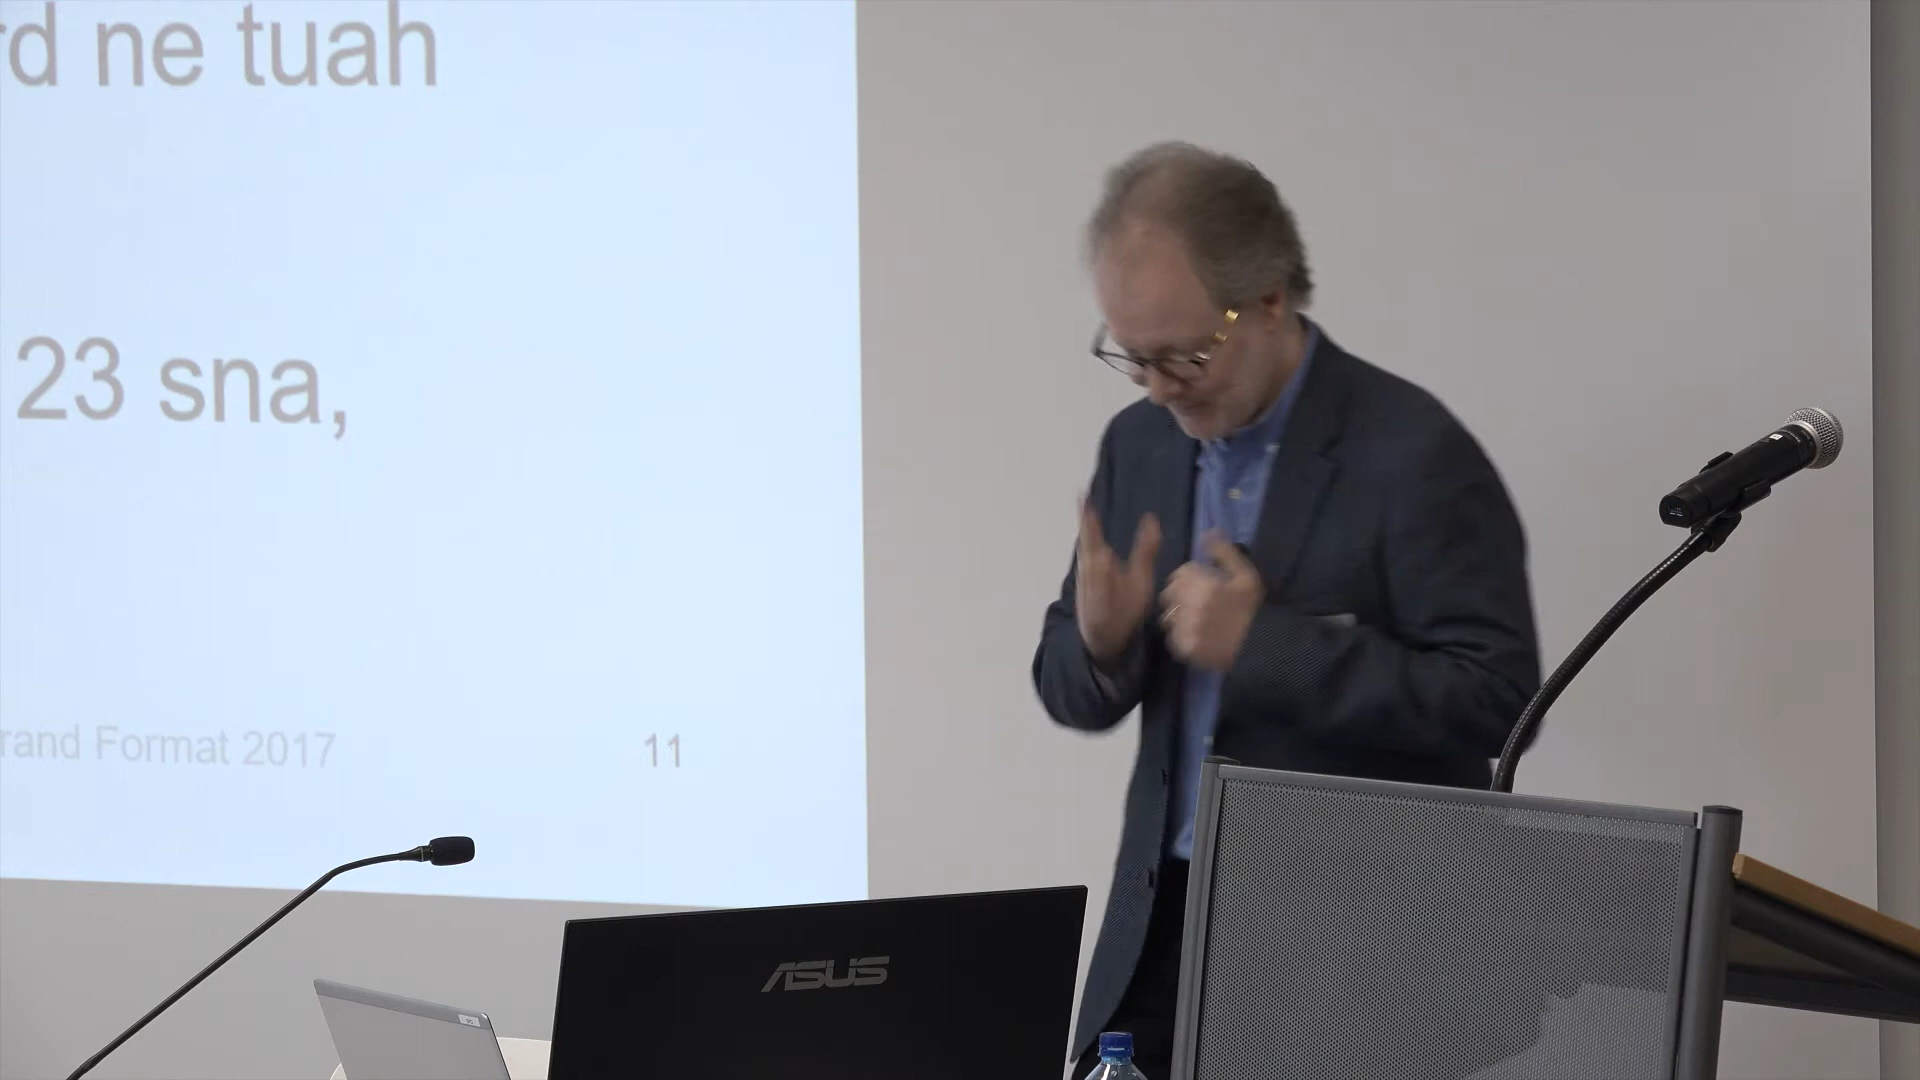 rd ne tuah
23 sna,
rand Format 2017
11
ASUS